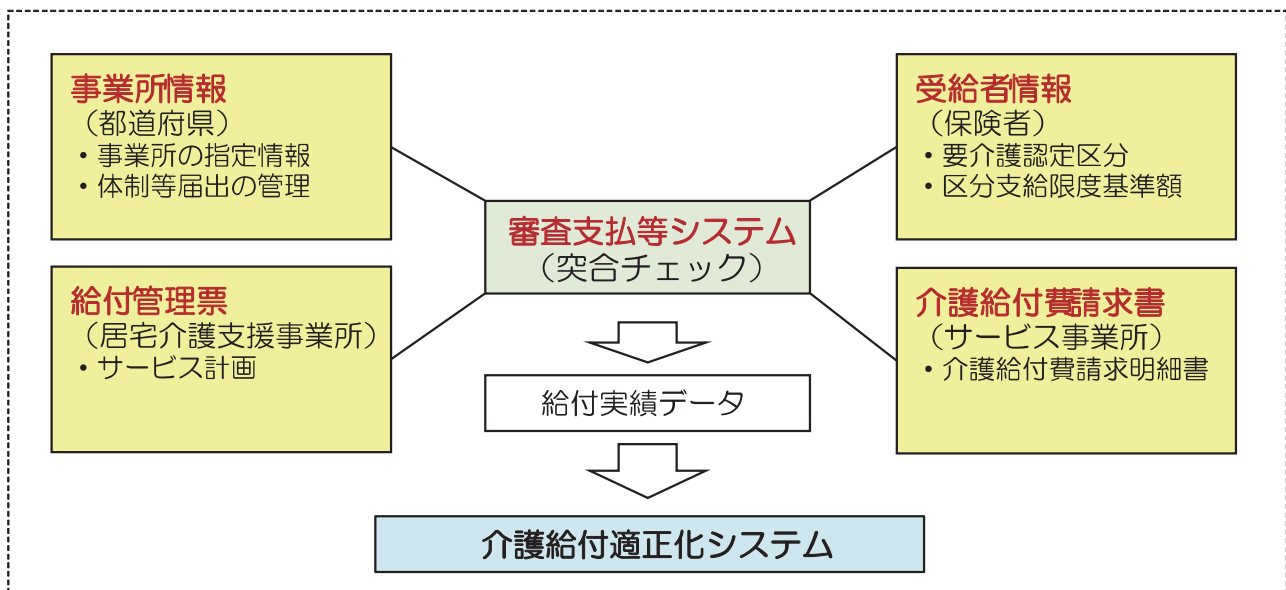 事業所情報
（都道府県）
・事業所の指定情報
・体制等届出の管理
受給者情報
（保険者）
・要介護認定区分
・区分支給限度基準額
審査支払等システム
（突合チェック）
給付管理票
（居宅介護支援事業所）
・サービス計画
介護給付費請求書
（サービス事業所）
・介護給付費請求明細書
給付実績データ
介護給付適正化システム